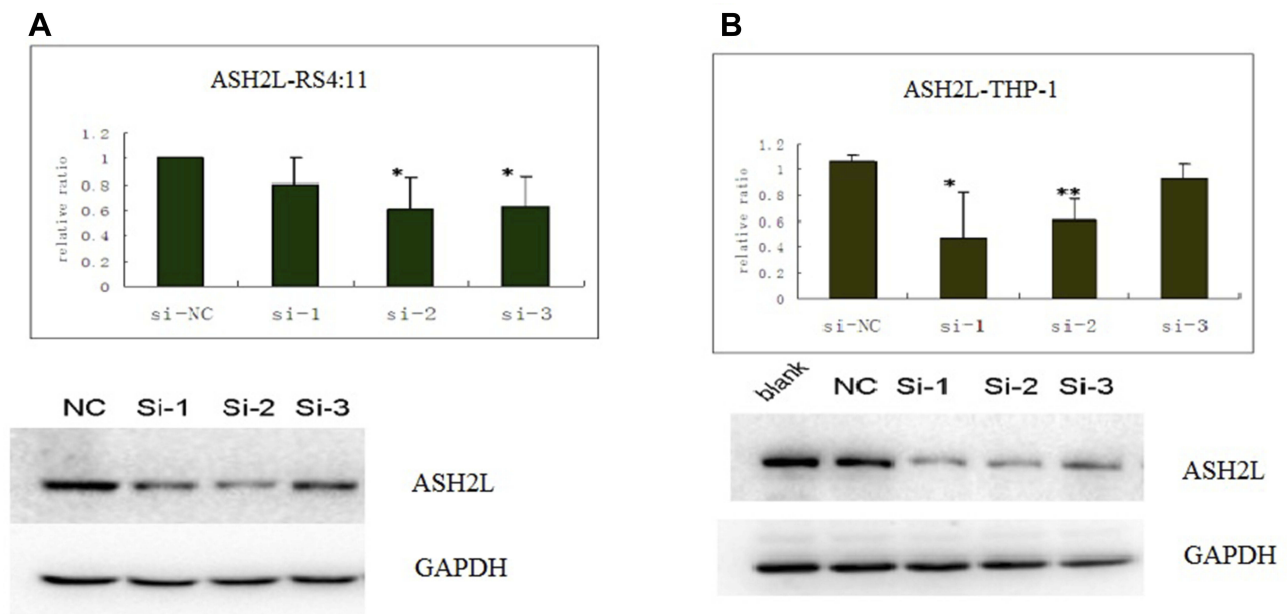 A
ASH2L-RS4:11
relative ratio
1.2
1
0.8
0.6
0.4
0.2
0
*
*
si-NC si-1 si-2 si-3
NC Si-1 Si-2 Si-3
ASH2L
GAPDH
B
ASH2L-THP-1
relative ratio
1.2
1
0.8
0.6
0.4
0.2
0
*
**
si-NC si-1 si-2 si-3
blank NC Si-1 Si-2 Si-3
ASH2L
GAPDH